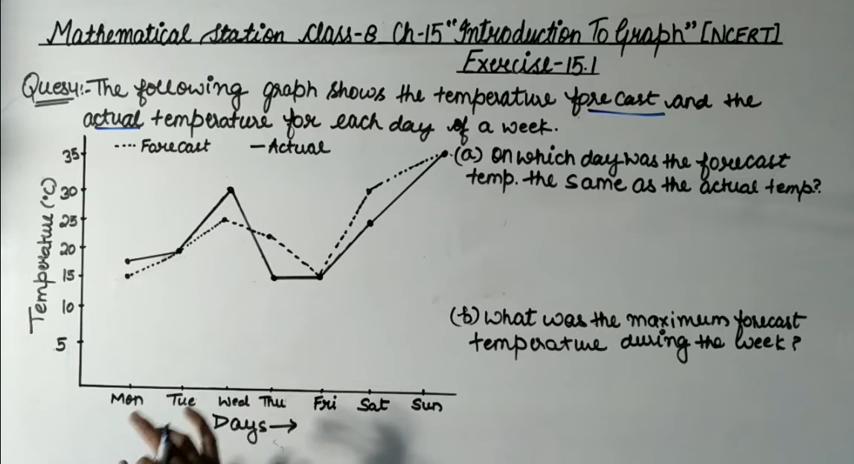 Mathematical Station Class-8 Ch-15 "Introduction To Graph" [NCERT]
Exercise-15.1
Ques4:-The following graph shows the temperature forecast and the
actual temperature for each day of a week.
.... Forecast — Actual
(a) On which day was the forecast
temp. the same as the actual temp?
(b) What was the maximum forecast
temperature during the week?
Temperature (°C)
35
30
25
20
15
10
5
Mon Tue Wed Thu Fri Sat Sun
Days→